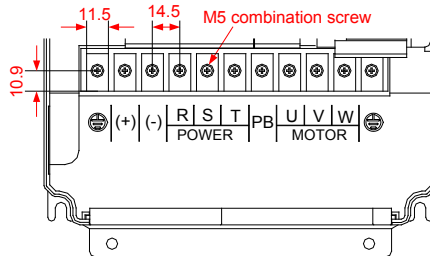 11.5 14.5 M5 combination screw
10.9
(+) (-) R S T PB U V W
POWER MOTOR